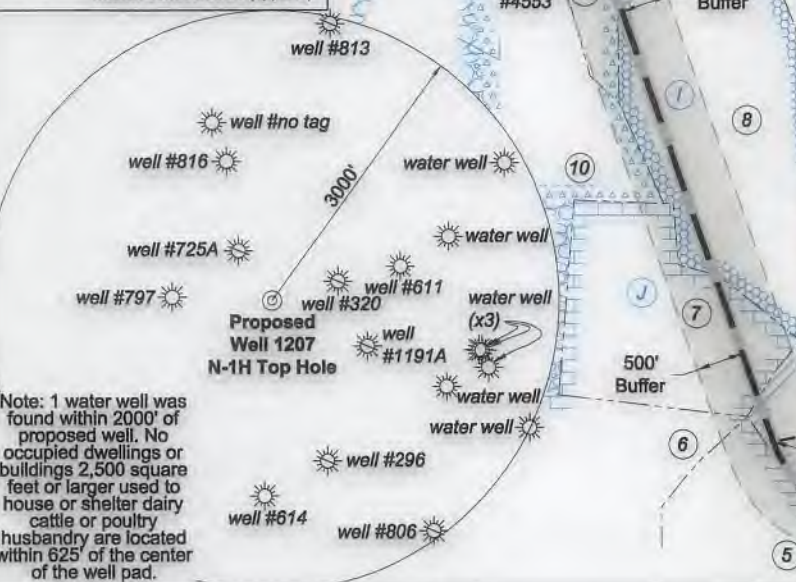 #4553
Buffer
well #813
well #no tag
8
well #816
water well
10
3000'
I
water well
well #725A
well #611
well #797
well #320
water well
(x3)
J
7
Proposed
Well 1207
N-1H Top Hole
well
#1191A
500'
Buffer
water well
water well
6
Note: 1 water well was
found within 2000' of
proposed well. No
occupied dwellings or
buildings 2,500 square
feet or larger used to
house or shelter dairy
cattle or poultry
husbandry are located
within 625' of the center
of the well pad.
well #296
well #614
well #806
5